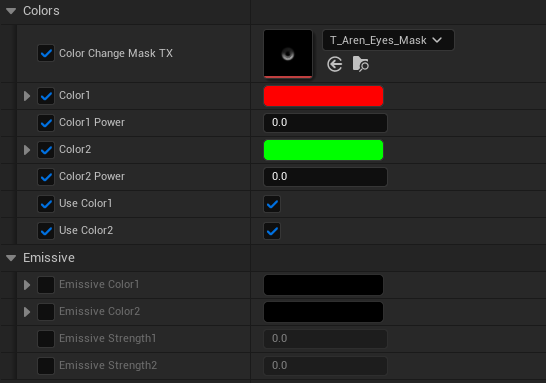 Colors
Color Change Mask TX T_Aren_Eyes_Mask
Color1
Color1 Power 0.0
Color2
Color2 Power 0.0
Use Color1
Use Color2
Emissive
Emissive Color1
Emissive Color2
Emissive Strength1 0.0
Emissive Strength2 0.0